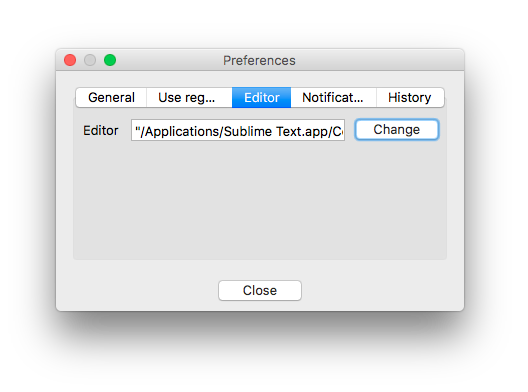 Preferences
General Use reg... Editor Notificat... History
Editor "/Applications/Sublime Text.app/C Change
Close